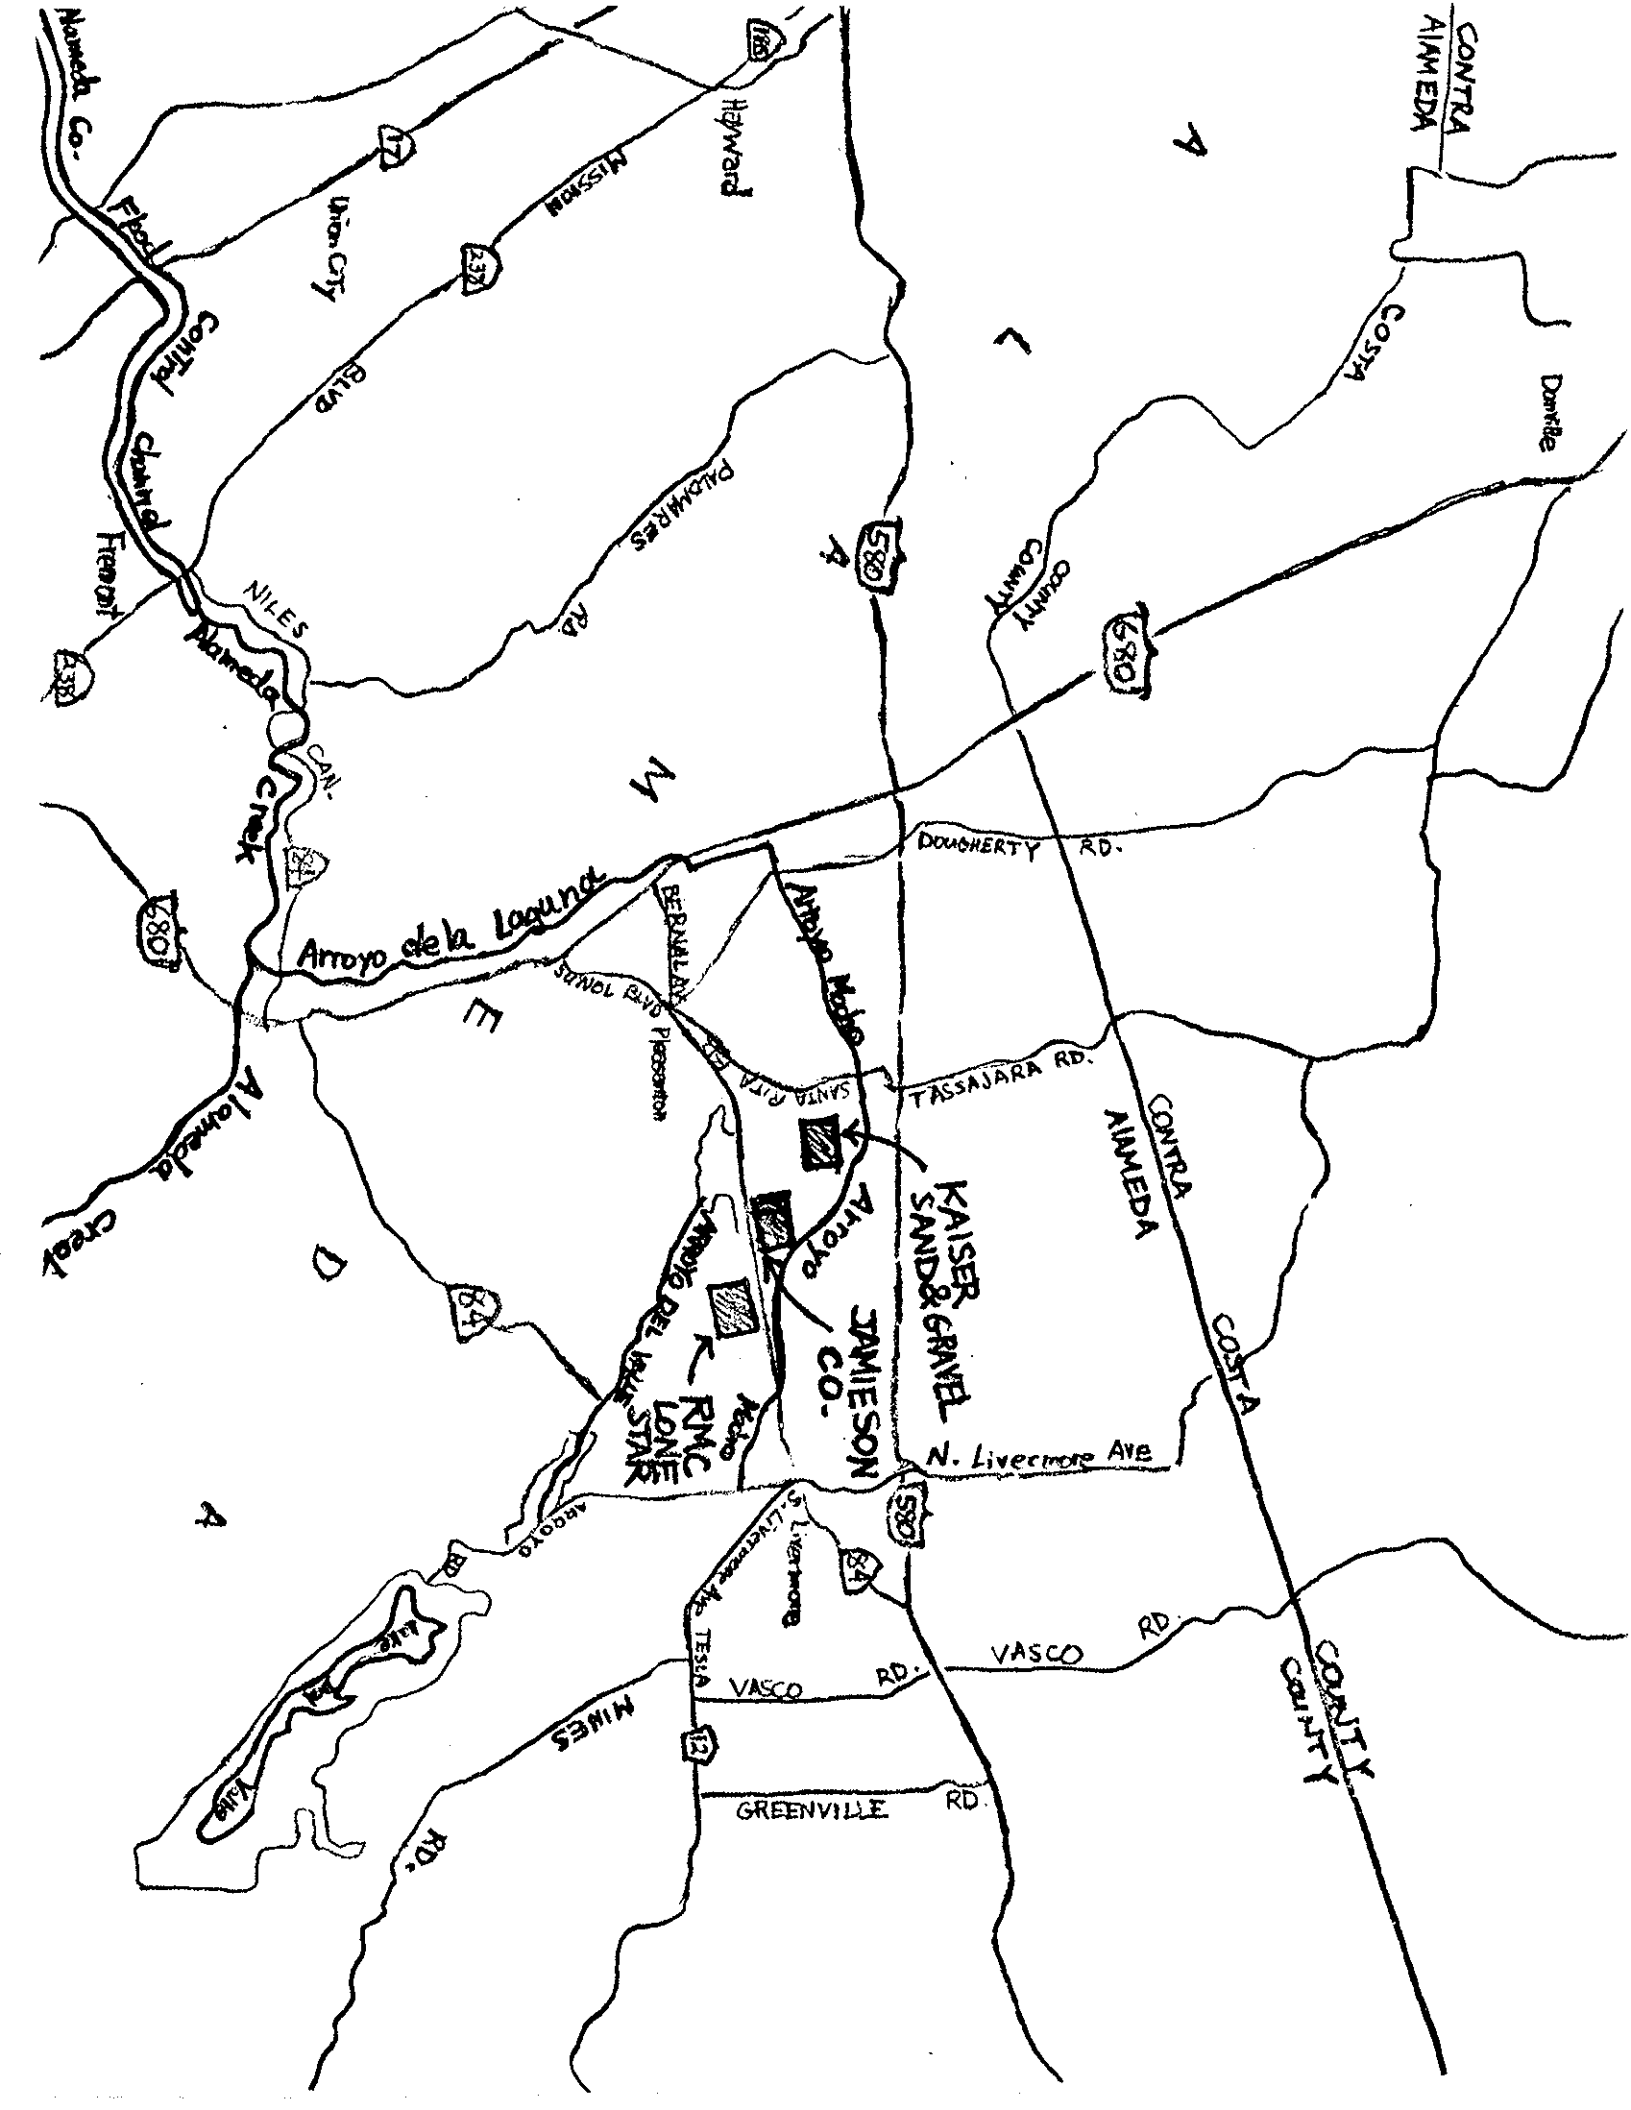 CONTRA
ALAMEDA
COSTA
COUNTY
COUNTY
Danville
680
A
L
A
M
E
D
A
580
185
Hayward
17
Union City
MISSION
238
BLVD
Alameda Co.
Flood
Control
Channel
Fremont
238
NILES
CAN.
84
Alameda
Creek
PALOMARES
RD.
680
Arroyo de la Laguna
Alameda
Creek
DOUGHERTY RD.
BERNAL AV
SUNOL BLVD
Pleasanton
SANTA RITA
RD
Arroyo Mocho
TASSAJARA RD.
CONTRA
ALAMEDA
COSTA
COUNTY
COUNTY
KAISER
SAND & GRAVEL
JAMIESON
CO.
RMC
LONE
STAR
Arroyo
Mocho
ARROYO DEL VALLE
84
N. Livermore Ave
580
S. Livermore Ave
Livermore
84
ARROYO
RD
Lake
Del
Valle
TESLA
VASCO RD.
VASCO RD.
MINES
RD.
J2
GREENVILLE RD.